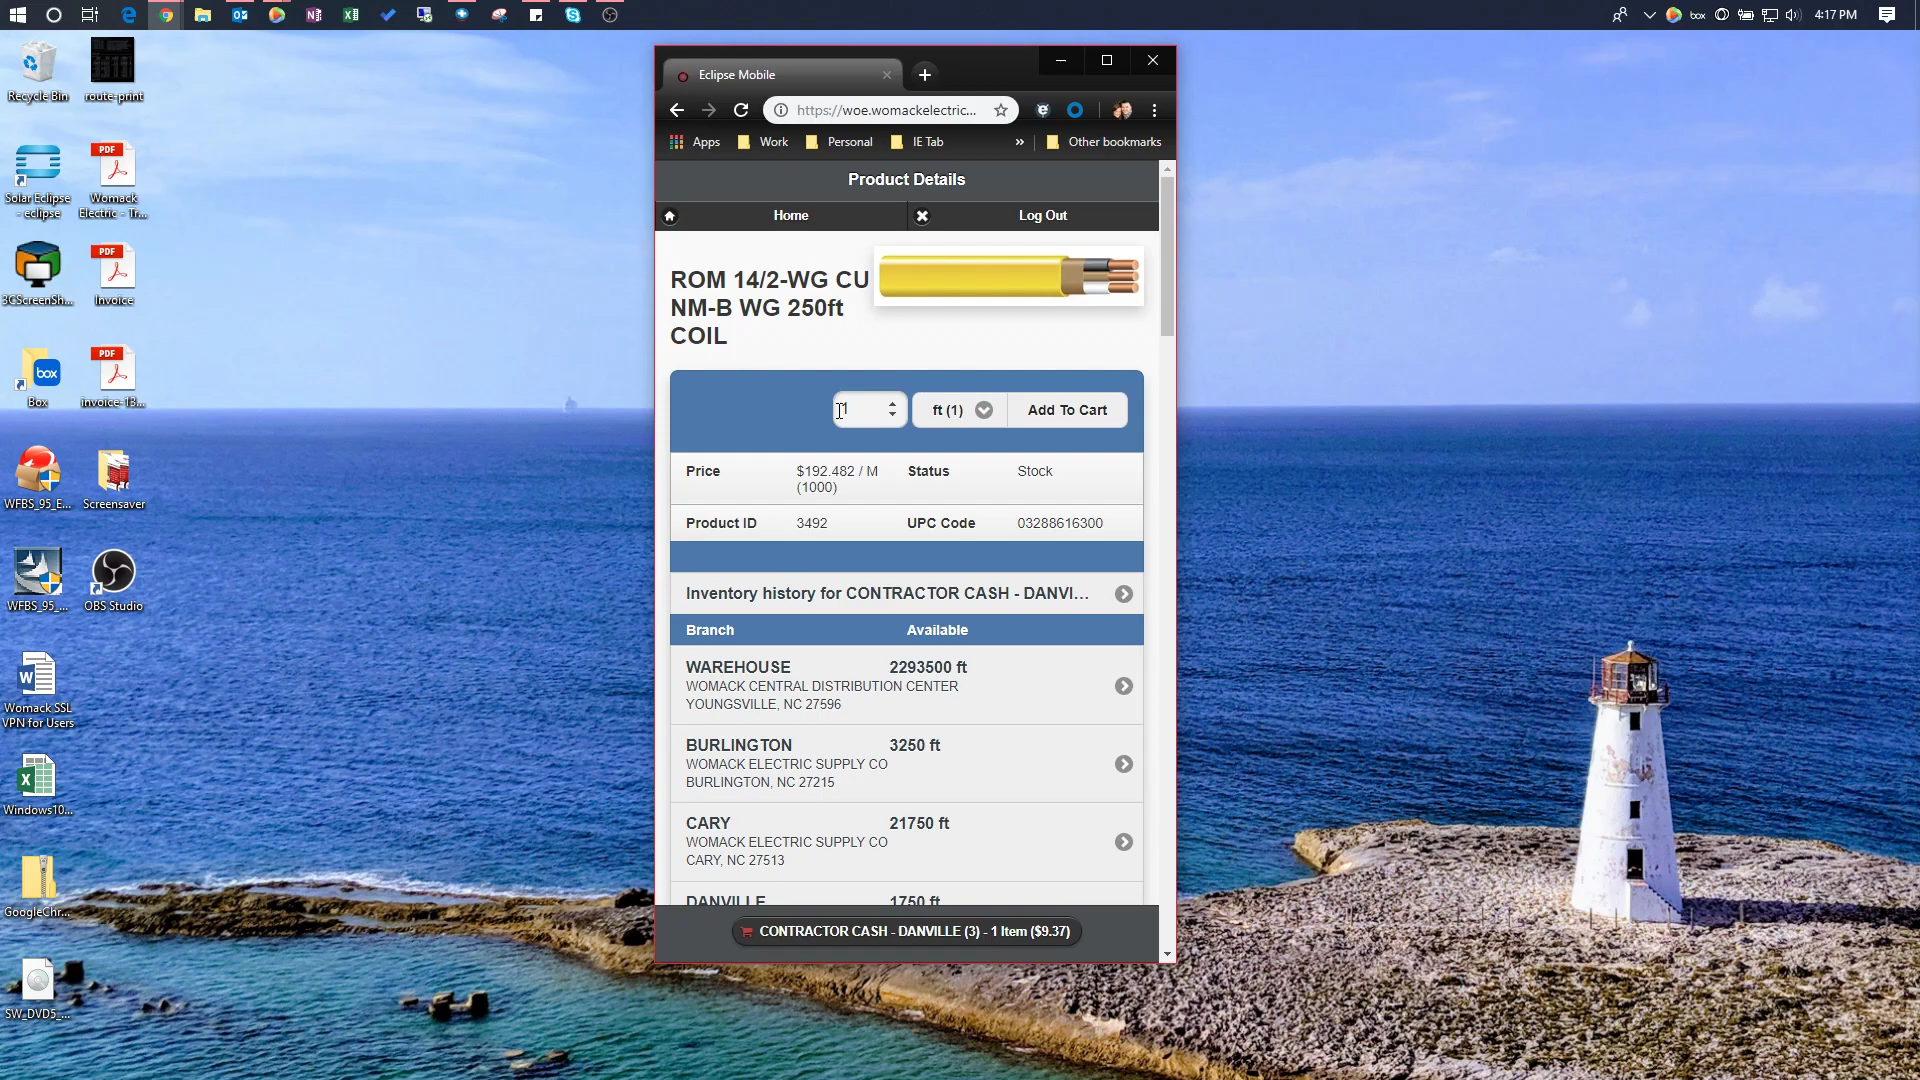 4:17 PM
box
Recycle Bin
route-print
Solar Eclipse
- eclipse
PDF
Womack
Electric - Tr...
3CScreenSh...
PDF
Invoice
box
Box
PDF
invoice-13...
WFBS_95_E...
Screensaver
WFBS_95_...
OBS Studio
Womack SSL
VPN for Users
Windows10...
GoogleChr...
SW_DVD5_...
Eclipse Mobile
https://woe.womackelectric...
Apps
Work
Personal
IE Tab
»
Other bookmarks
Product Details
Home
Log Out
ROM 14/2-WG CU
NM-B WG 250ft
COIL
1
ft (1)
Add To Cart
Price
$192.482 / M
(1000)
Status
Stock
Product ID
3492
UPC Code
03288616300
Inventory history for CONTRACTOR CASH - DANVI...
Branch
Available
WAREHOUSE 2293500 ft
WOMACK CENTRAL DISTRIBUTION CENTER
YOUNGSVILLE, NC 27596
BURLINGTON 3250 ft
WOMACK ELECTRIC SUPPLY CO
BURLINGTON, NC 27215
CARY 21750 ft
WOMACK ELECTRIC SUPPLY CO
CARY, NC 27513
DANVILLE 1750 ft
CONTRACTOR CASH - DANVILLE (3) - 1 Item ($9.37)